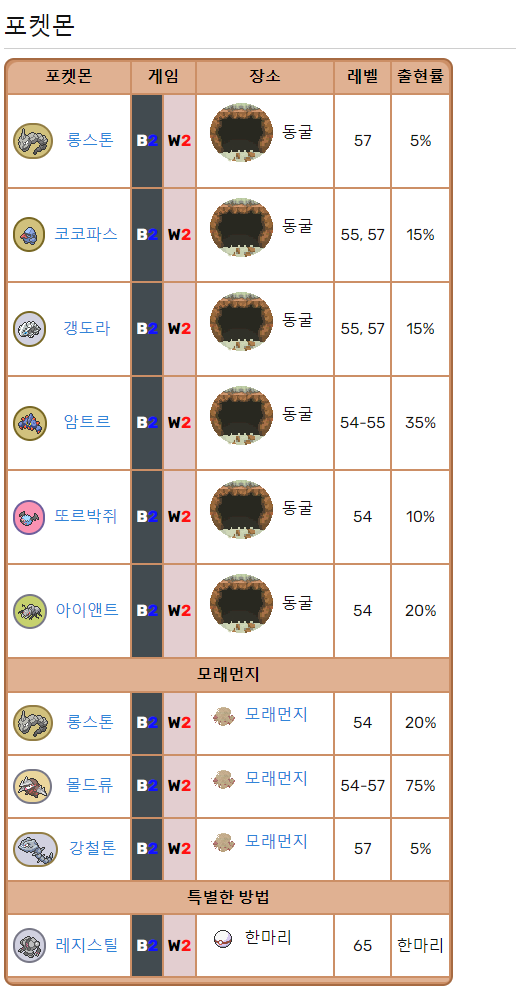 포켓몬
포켓몬 게임 장소 레벨 출현률
롱스톤 B2 W2 동굴 57 5%
코코파스 B2 W2 동굴 55, 57 15%
갱도라 B2 W2 동굴 55, 57 15%
암트르 B2 W2 동굴 54-55 35%
또르박쥐 B2 W2 동굴 54 10%
아이앤트 B2 W2 동굴 54 20%
모래먼지
롱스톤 B2 W2 모래먼지 54 20%
몰드류 B2 W2 모래먼지 54-57 75%
강철톤 B2 W2 모래먼지 57 5%
특별한 방법
레지스틸 B2 W2 한마리 65 한마리